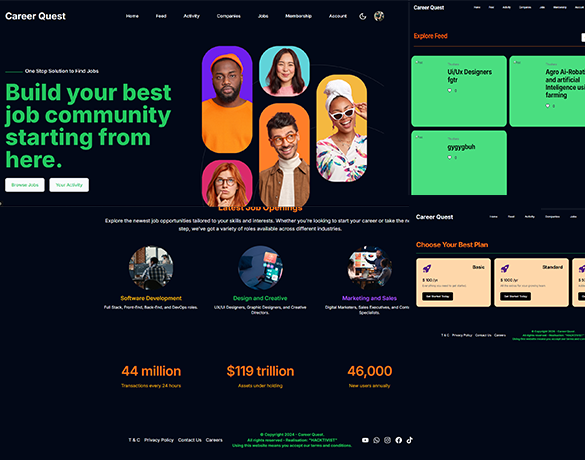 Career Quest
Home Feed Activity Companies Jobs Membership Account
One Stop Solution to Find Jobs
Build your best
job community
starting from
here.
Browse Jobs Your Activity
Latest Job Openings
Explore the newest job opportunities tailored to your skills and interests. Whether you're looking to start your career or take the n
step, we've got a variety of roles available across different industries.
Software Development Design and Creative Marketing and Sales
Full Stack, Front-End, Back-End, and DevOps roles. UX/UI Designers, Graphic Designers, and Creative Directors. Digital Marketers, Sales Executives, and Com Specialists.
44 million $119 trillion 46,000
Transactions every 24 hours Assets under holding New users annually
T & C Privacy Policy Contact Us Careers
© Copyright 2024 - Career Quest.
All rights reserved - Realisation: "HACKTIVIST"
Using this website means you accept our terms and conditions.
Career Quest
Home Feed Activity Companies Jobs Membership
Explore Feed
Ui/Ux Designers
fgtr
0
Agro Ai-Robati
and artificial
Inteligence usi
farming
0
gygygbuh
0
Career Quest
Home Feed Activity Companies Jobs
Choose Your Best Plan
Basic
$ 100 /yr
Get Started Today
Standard
$ 1000 /yr
Get Started Today
T & C Privacy Policy Contact Us Careers
© Copyright 2024 - Career Quest.
All rights reserved - Realisation: "HACKTIVIST"
Using this website means you accept our terms and con